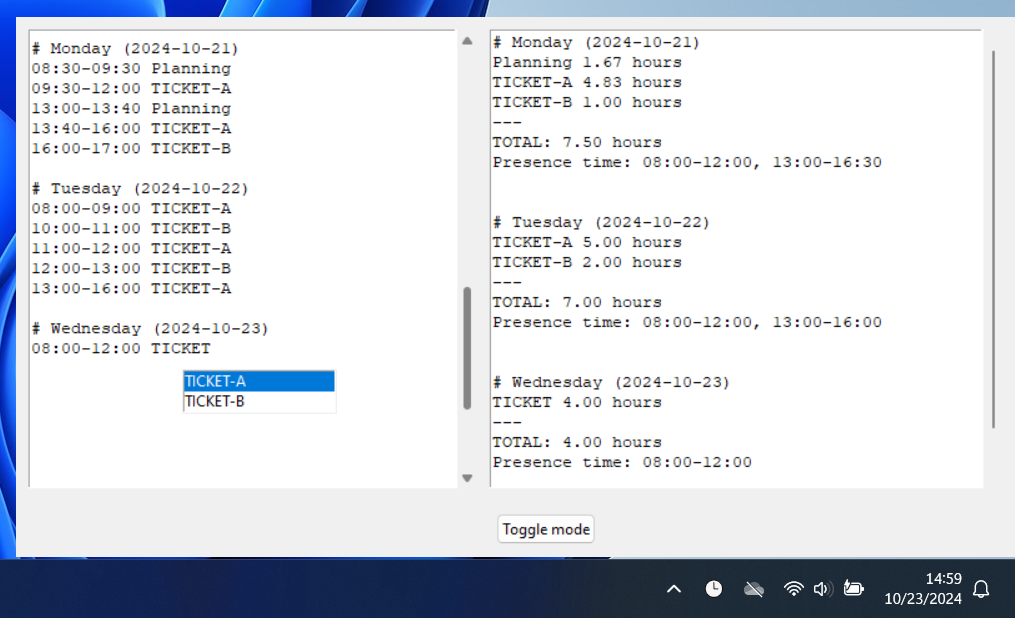 # Monday (2024-10-21)
08:30-09:30 Planning
09:30-12:00 TICKET-A
13:00-13:40 Planning
13:40-16:00 TICKET-A
16:00-17:00 TICKET-B
# Tuesday (2024-10-22)
08:00-09:00 TICKET-A
10:00-11:00 TICKET-B
11:00-12:00 TICKET-A
12:00-13:00 TICKET-B
13:00-16:00 TICKET-A
# Wednesday (2024-10-23)
08:00-12:00 TICKET
TICKET-A
TICKET-B
# Monday (2024-10-21)
Planning 1.67 hours
TICKET-A 4.83 hours
TICKET-B 1.00 hours
---
TOTAL: 7.50 hours
Presence time: 08:00-12:00, 13:00-16:30
# Tuesday (2024-10-22)
TICKET-A 5.00 hours
TICKET-B 2.00 hours
---
TOTAL: 7.00 hours
Presence time: 08:00-12:00, 13:00-16:00
# Wednesday (2024-10-23)
TICKET 4.00 hours
---
TOTAL: 4.00 hours
Presence time: 08:00-12:00
Toggle mode
14:59
10/23/2024